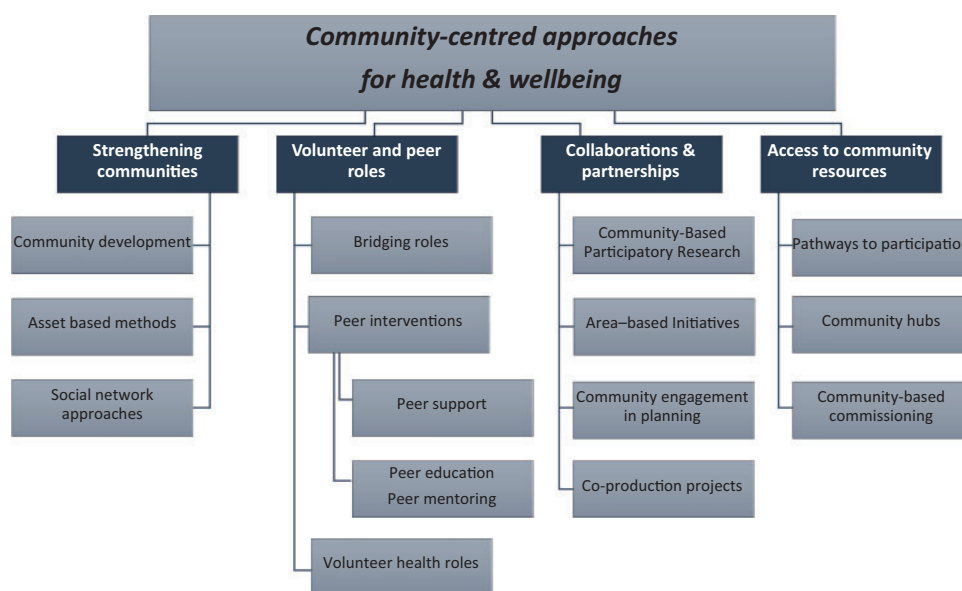 Community-centred approaches
for health & wellbeing
Strengthening
communities
Community development
Asset based methods
Social network
approaches
Volunteer and peer
roles
Bridging roles
Peer interventions
Peer support
Peer education
Peer mentoring
Volunteer health roles
Collaborations &
partnerships
Community-Based
Participatory Research
Area–based Initiatives
Community engagement
in planning
Co-production projects
Access to community
resources
Pathways to participatio
Community hubs
Community-based
commissioning